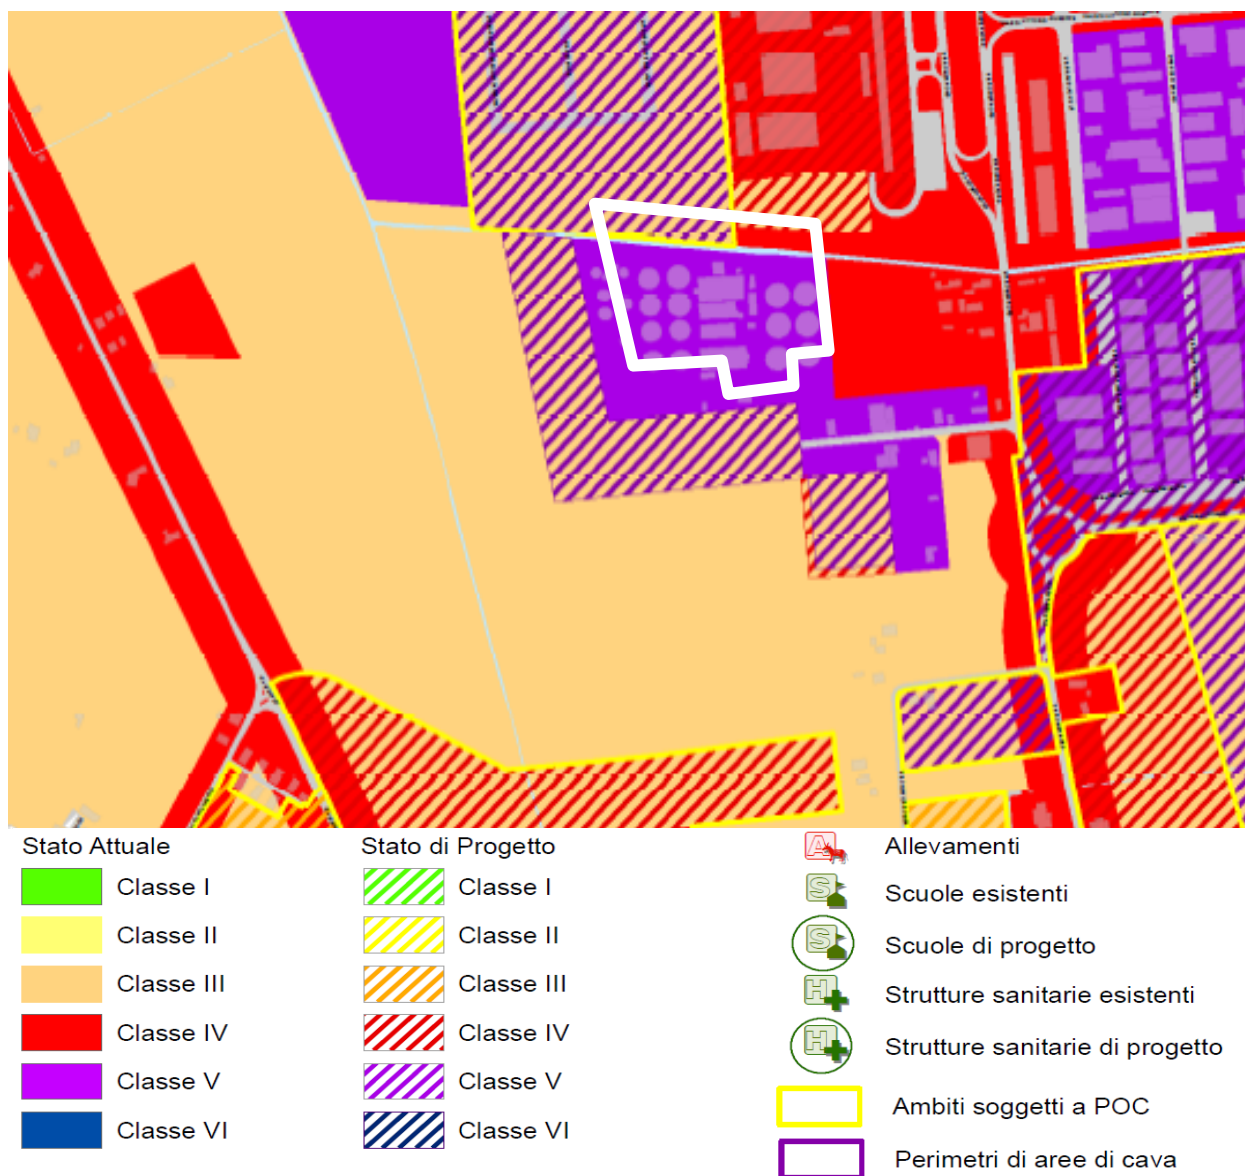 Stato Attuale
Classe I
Classe II
Classe III
Classe IV
Classe V
Classe VI
Stato di Progetto
Classe I
Classe II
Classe III
Classe IV
Classe V
Classe VI
A Allevamenti
S Scuole esistenti
S Scuole di progetto
H Strutture sanitarie esistenti
H Strutture sanitarie di progetto
Ambiti soggetti a POC
Perimetri di aree di cava